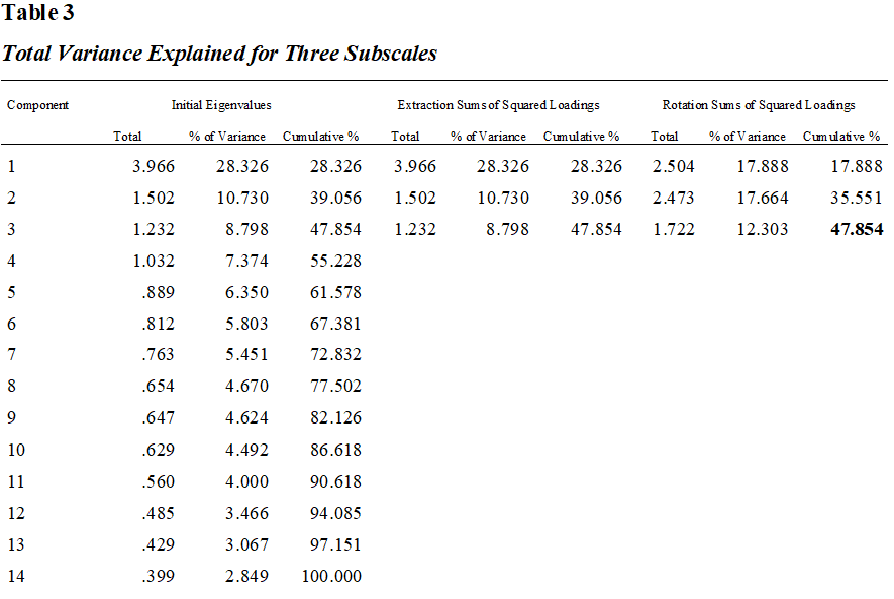 Table 3
Total Variance Explained for Three Subscales
Component Initial Eigenvalues Extraction Sums of Squared Loadings Rotation Sums of Squared Loadings
Total % of Variance Cumulative % Total % of Variance Cumulative % Total % of Variance Cumulative %
1 3.966 28.326 28.326 3.966 28.326 28.326 2.504 17.888 17.888
2 1.502 10.730 39.056 1.502 10.730 39.056 2.473 17.664 35.551
3 1.232 8.798 47.854 1.232 8.798 47.854 1.722 12.303 47.854
4 1.032 7.374 55.228
5 .889 6.350 61.578
6 .812 5.803 67.381
7 .763 5.451 72.832
8 .654 4.670 77.502
9 .647 4.624 82.126
10 .629 4.492 86.618
11 .560 4.000 90.618
12 .485 3.466 94.085
13 .429 3.067 97.151
14 .399 2.849 100.000